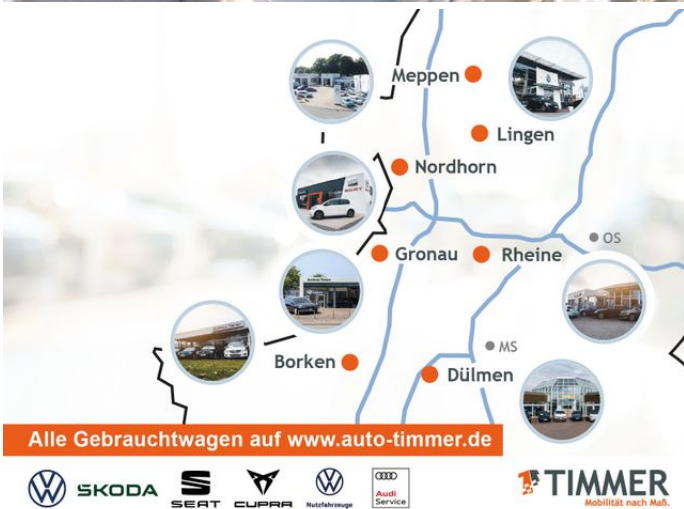 Meppen
Lingen
Nordhorn
OS
Gronau
Rheine
MS
Borken
Dülmen
Alle Gebrauchtwagen auf www.auto-timmer.de
ŠKODA
SEAT
CUPRA
Nutzfahrzeuge
Audi
Service
TIMMER
Mobilität nach Maß.